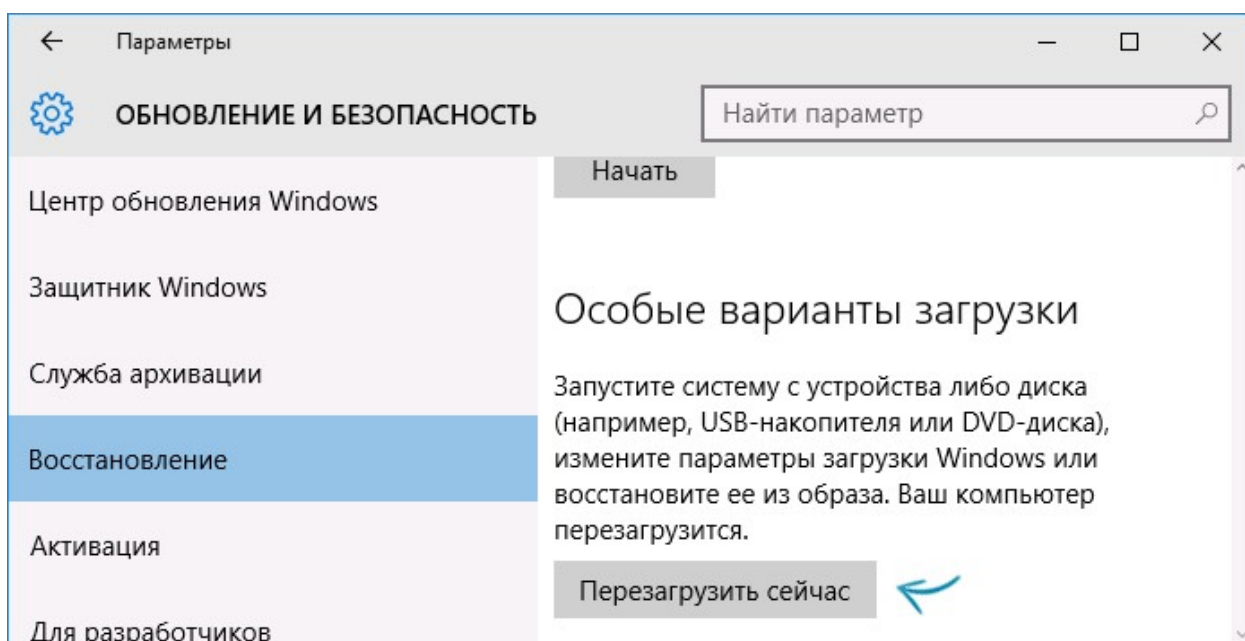 Параметры
ОБНОВЛЕНИЕ И БЕЗОПАСНОСТЬ
Найти параметр
Центр обновления Windows
Защитник Windows
Служба архивации
Восстановление
Активация
Для разработчиков
Начать
Особые варианты загрузки
Запустите систему с устройства либо диска
(например, USB-накопителя или DVD-диска),
измените параметры загрузки Windows или
восстановите ее из образа. Ваш компьютер
перезагрузится.
Перезагрузить сейчас